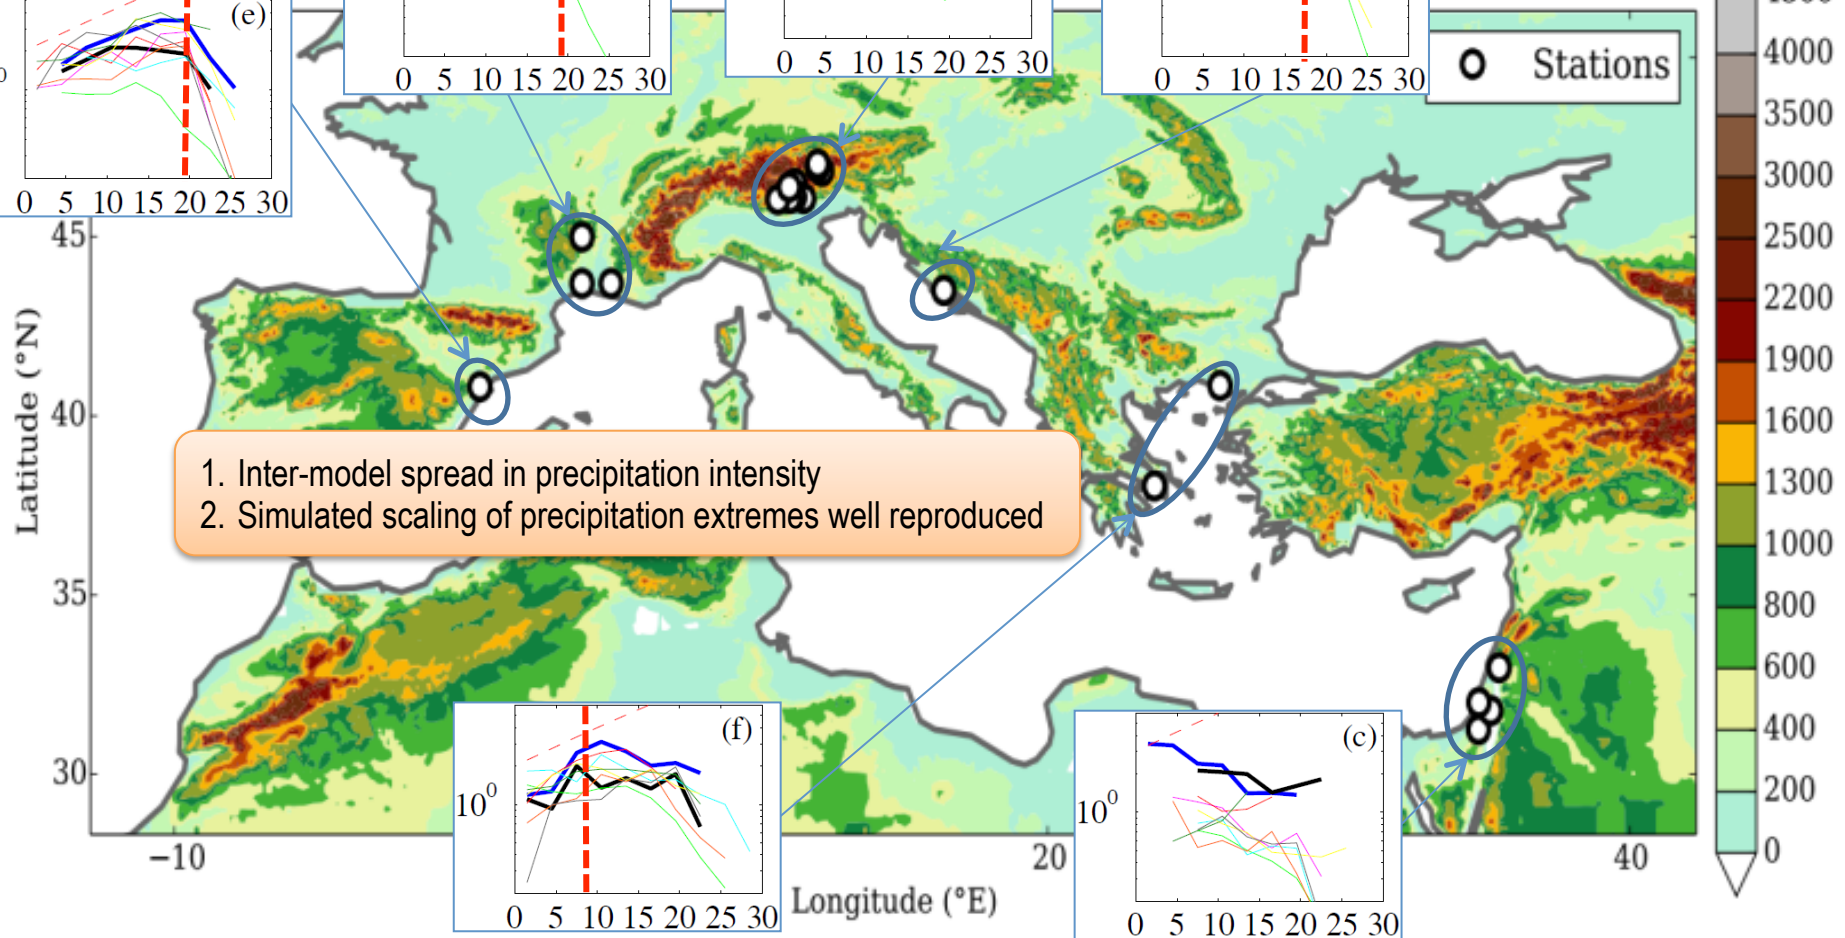 (e)
0
0 5 10 15 20 25 30
0 5 10 15 20 25 30
0 5 10 15 20 25 30
0 5 10 15 20 25 30
Stations
4000
3500
3000
2500
2200
1900
1600
1300
1000
800
600
400
200
0
45
40
35
30
Latitude (°N)
1. Inter-model spread in precipitation intensity
2. Simulated scaling of precipitation extremes well reproduced
(f)
10⁰
0 5 10 15 20 25 30
(c)
10⁰
0 5 10 15 20 25 30
−10
20
40
Longitude (°E)